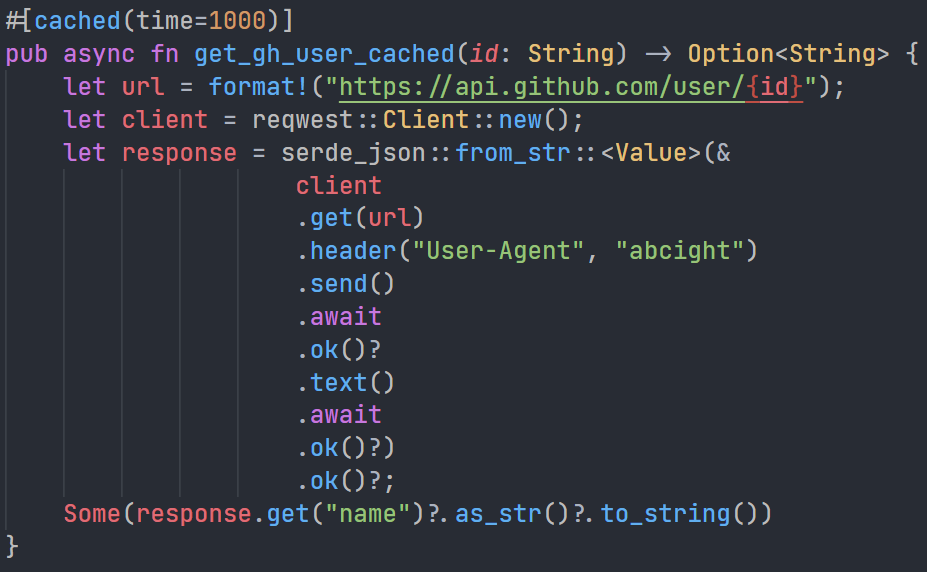 #[cached(time=1000)]
pub async fn get_gh_user_cached(id: String) -> Option<String> {
    let url = format!("https://api.github.com/user/{id}");
    let client = reqwest::Client::new();
    let response = serde_json::from_str::<Value>(&
                    client
                    .get(url)
                    .header("User-Agent", "abcight")
                    .send()
                    .await
                    .ok()?
                    .text()
                    .await
                    .ok()?)
                    .ok()?;
    Some(response.get("name")?.as_str()?.to_string())
}